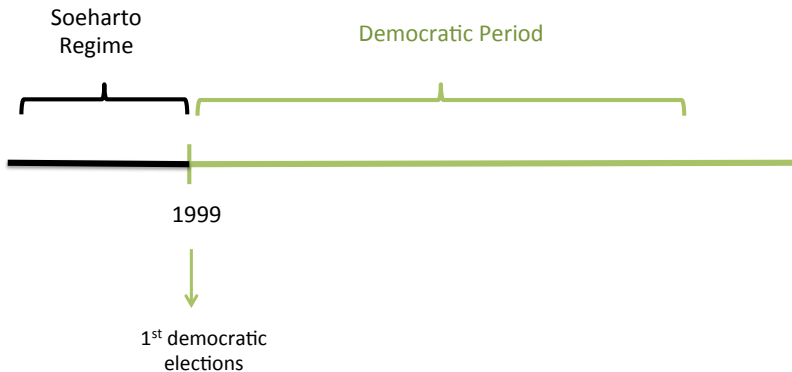 Soeharto
Regime
Democratic Period
1999
1st democratic
elections